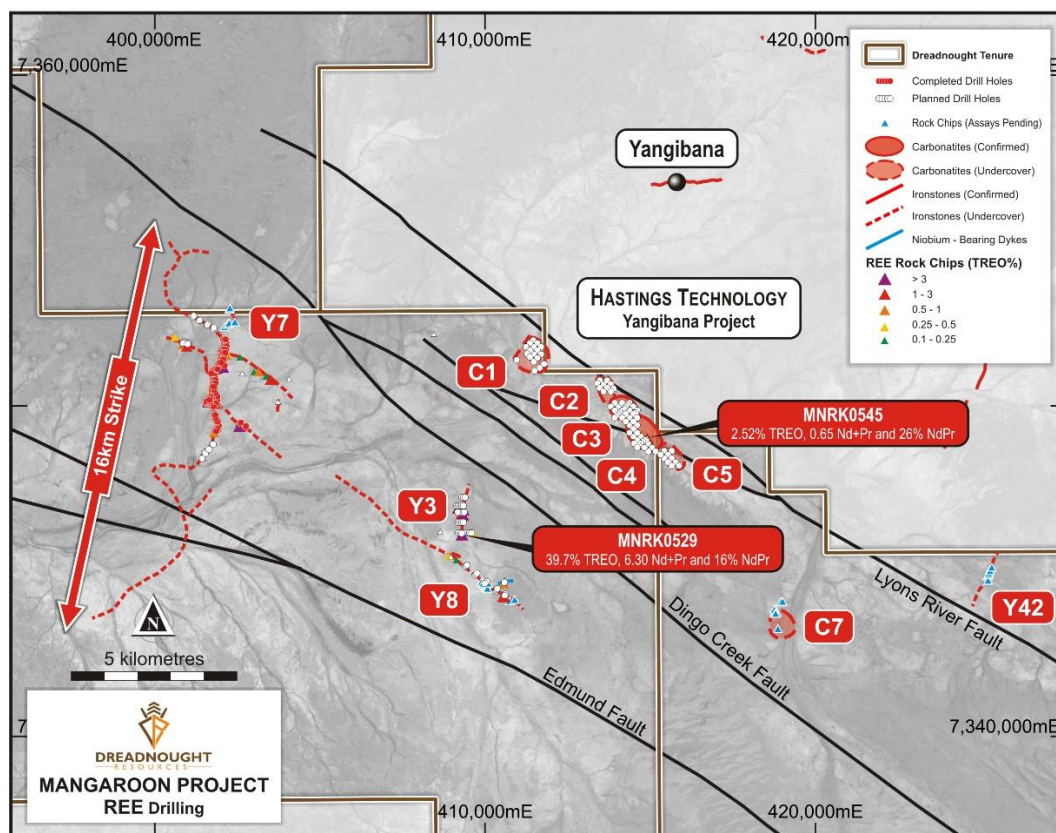 400,000mE
410,000mE
420,000mE
7,360,000mE
Dreadnought Tenure
Completed Drill Holes
Planned Drill Holes
Rock Chips (Assays Pending)
Carbonatites (Confirmed)
Carbonatites (Undercover)
Ironstones (Confirmed)
Ironstones (Undercover)
Niobium - Bearing Dykes
REE Rock Chips (TREO%)
> 3
1 - 3
0.5 - 1
0.25 - 0.5
0.1 - 0.25
Yangibana
HASTINGS TECHNOLOGY
Yangibana Project
16km Strike
Y7
C1
C2
C3
C4
C5
MNRK0545
2.52% TREO, 0.65 Nd+Pr and 26% NdPr
Y3
MNRK0529
39.7% TREO, 6.30 Nd+Pr and 16% NdPr
Y8
C7
Y42
Lyons River Fault
Dingo Creek Fault
Edmund Fault
N
5 kilometres
DREADNOUGHT
RESOURCES
MANGAROON PROJECT
REE Drilling
7,
7,340,000mE
410,000mE
420,000mE